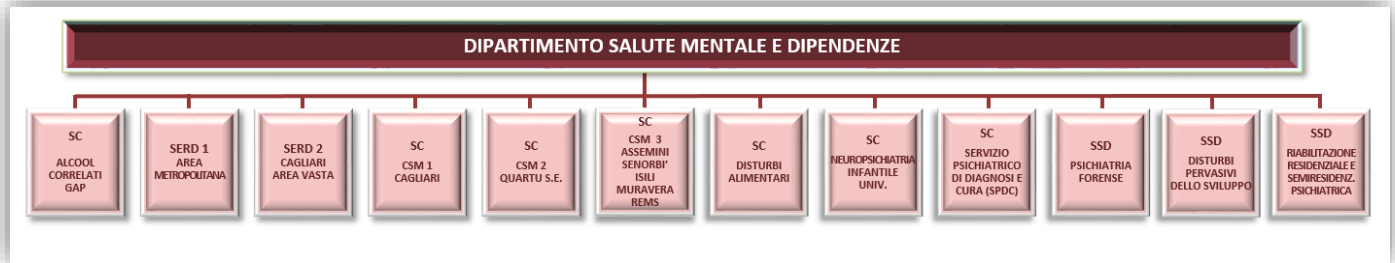 DIPARTIMENTO SALUTE MENTALE E DIPENDENZE
SC
ALCOOL
CORRELATI
GAP
SERD 1
AREA
METROPOLITANA
SERD 2
CAGLIARI
AREA VASTA
SC
CSM 1
CAGLIARI
SC
CSM 2
QUARTU S.E.
SC
CSM 3
ASSEMINI
SENORBI'
ISILI
MURAVERA
REMS
SC
DISTURBI
ALIMENTARI
SC
NEUROPSICHIATRIA
INFANTILE
UNIV.
SC
SERVIZIO
PSICHIATRICO
DI DIAGNOSI E
CURA (SPDC)
SSD
PSICHIATRIA
FORENSE
SSD
DISTURBI
PERVASIVI
DELLO SVILUPPO
SSD
RIABILITAZIONE
RESIDENZIALE E
SEMIRESIDENZ.
PSICHIATRICA